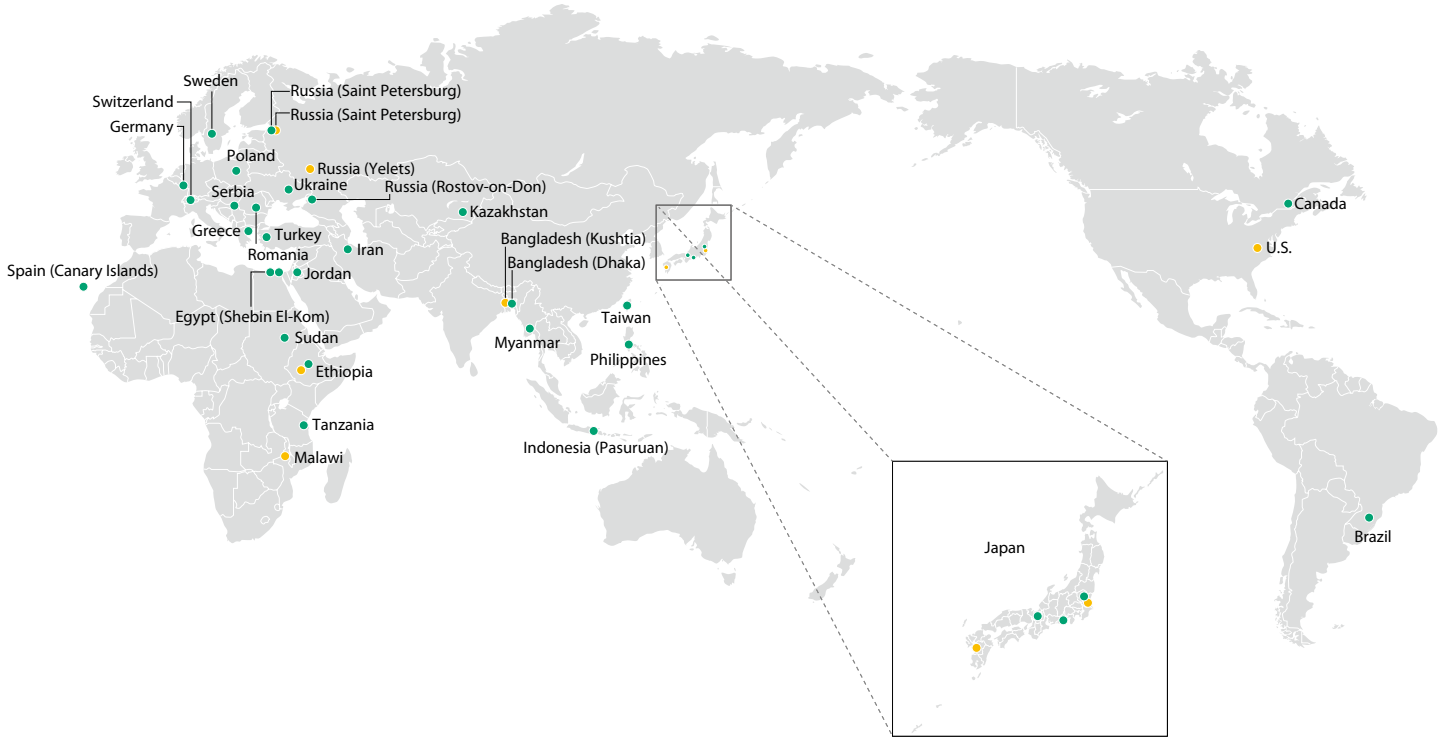 Sweden
Switzerland
Russia (Saint Petersburg)
Russia (Saint Petersburg)
Germany
Poland
Russia (Yelets)
Ukraine
Russia (Rostov-on-Don)
Serbia
Kazakhstan
Canada
Greece
Turkey
Bangladesh (Kushtia)
Iran
U.S.
Romania
Bangladesh (Dhaka)
Spain (Canary Islands)
Jordan
Egypt (Shebin El-Kom)
Taiwan
Sudan
Myanmar
Philippines
Ethiopia
Tanzania
Indonesia (Pasuruan)
Malawi
Brazil
Japan